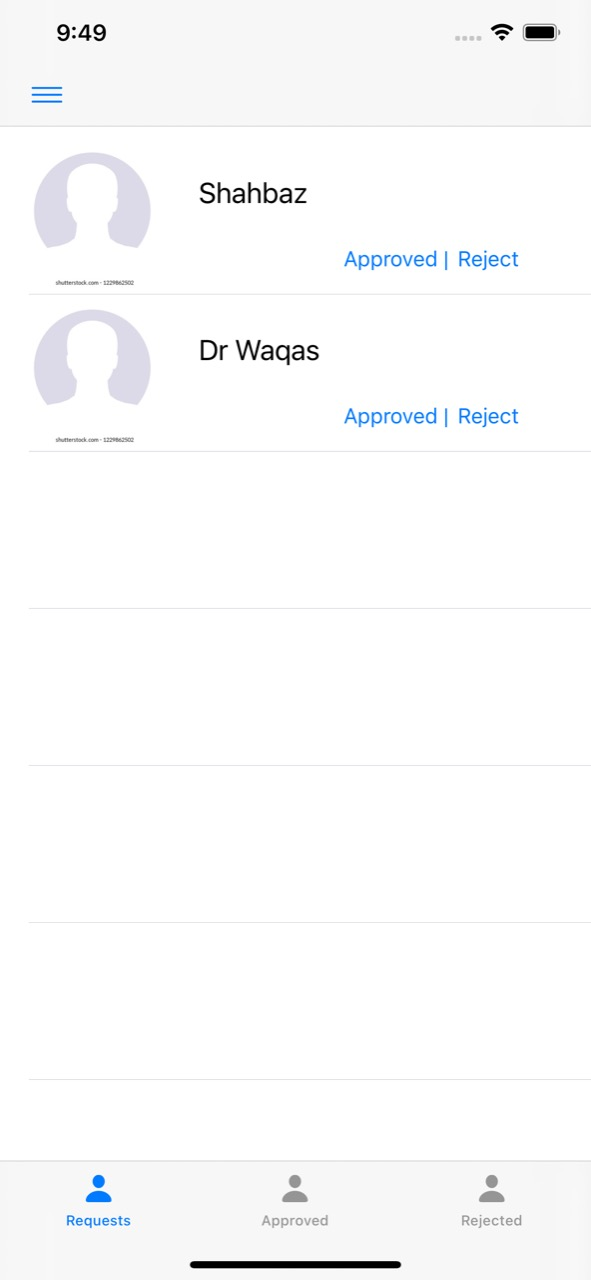 9:49
Shahbaz
Approved | Reject
shutterstock.com · 1229862502
Dr Waqas
Approved | Reject
shutterstock.com · 1229862502
Requests
Approved
Rejected